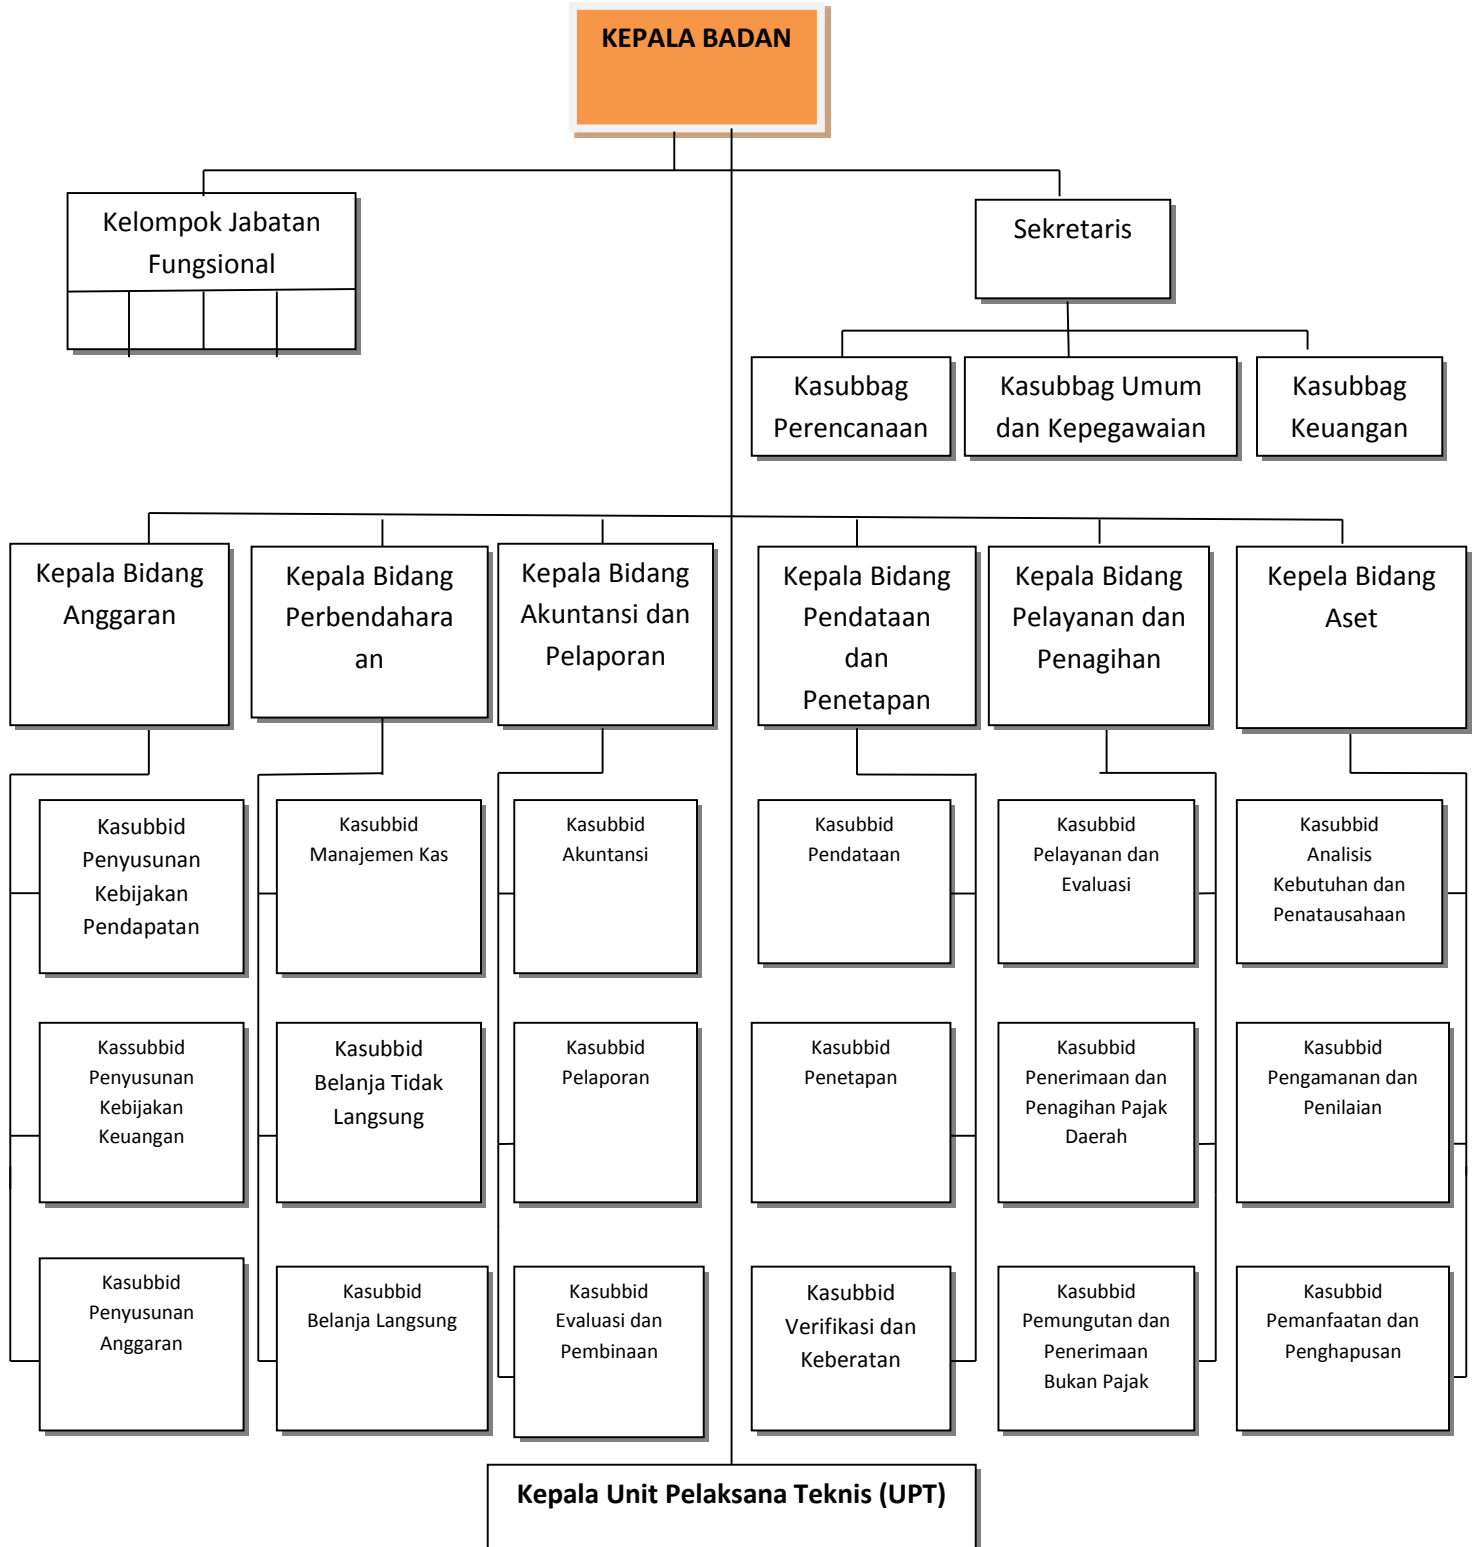 KEPALA BADAN
Kelompok Jabatan
Fungsional
Sekretaris
Kasubbag
Perencanaan
Kasubbag Umum
dan Kepegawaian
Kasubbag
Keuangan
Kepala Bidang
Anggaran
Kepala Bidang
Perbendahara
an
Kepala Bidang
Akuntansi dan
Pelaporan
Kepala Bidang
Pendataan
dan
Penetapan
Kepala Bidang
Pelayanan dan
Penagihan
Kepela Bidang
Aset
Kasubbid
Penyusunan
Kebijakan
Pendapatan
Kasubbid
Manajemen Kas
Kasubbid
Akuntansi
Kasubbid
Pendataan
Kasubbid
Pelayanan dan
Evaluasi
Kasubbid
Analisis
Kebutuhan dan
Penatausahaan
Kassubbid
Penyusunan
Kebijakan
Keuangan
Kasubbid
Belanja Tidak
Langsung
Kasubbid
Pelaporan
Kasubbid
Penetapan
Kasubbid
Penerimaan dan
Penagihan Pajak
Daerah
Kasubbid
Pengamanan dan
Penilaian
Kasubbid
Penyusunan
Anggaran
Kasubbid
Belanja Langsung
Kasubbid
Evaluasi dan
Pembinaan
Kasubbid
Verifikasi dan
Keberatan
Kasubbid
Pemungutan dan
Penerimaan
Bukan Pajak
Kasubbid
Pemanfaatan dan
Penghapusan
Kepala Unit Pelaksana Teknis (UPT)